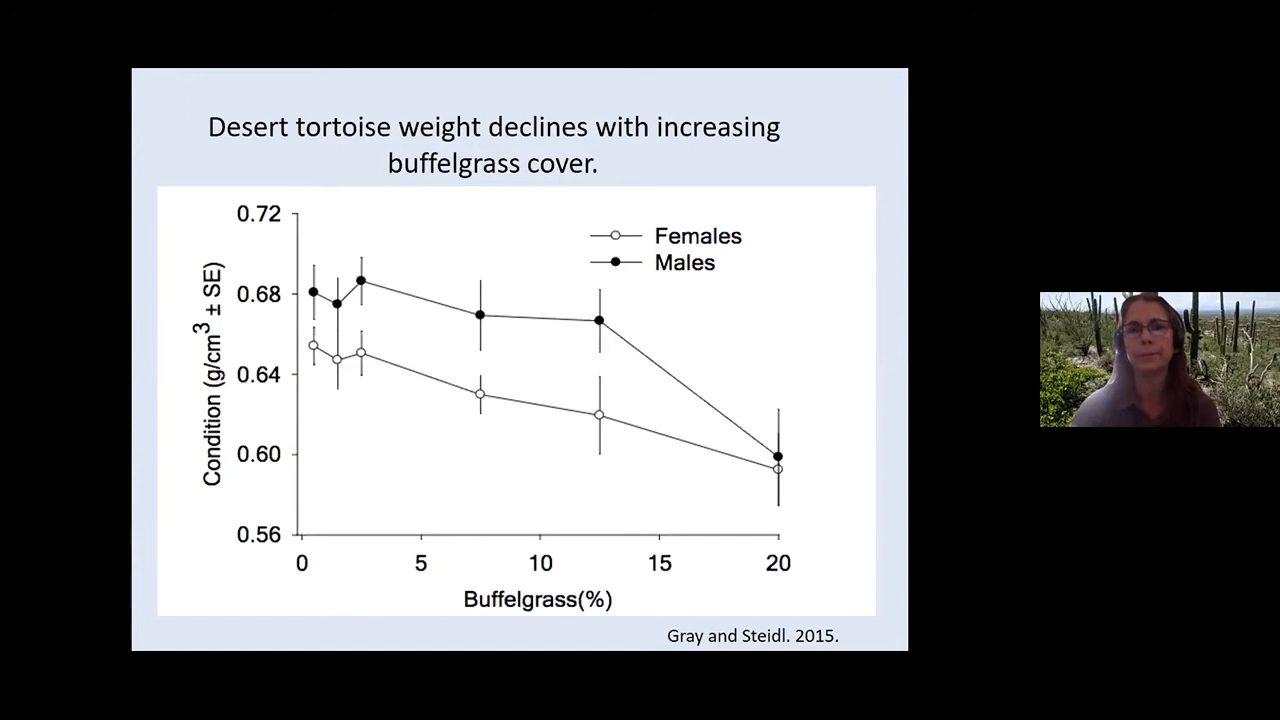 Desert tortoise weight declines with increasing
buffelgrass cover.
0.72
0.68
0.64
0.60
0.56
Condition (g/cm³ ± SE)
Females
Males
0 5 10 15 20
Buffelgrass(%)
Gray and Steidl. 2015.